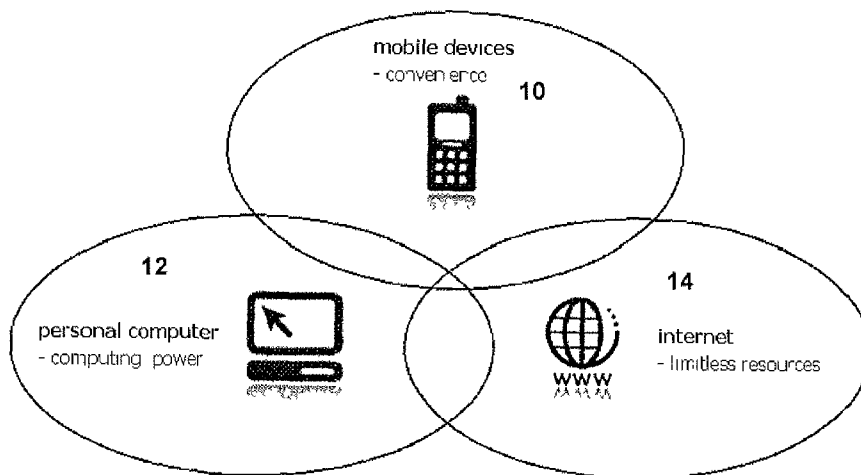 mobile devices
- convenience
10
12
personal computer
- computing power
14
internet
- limitless resources
www